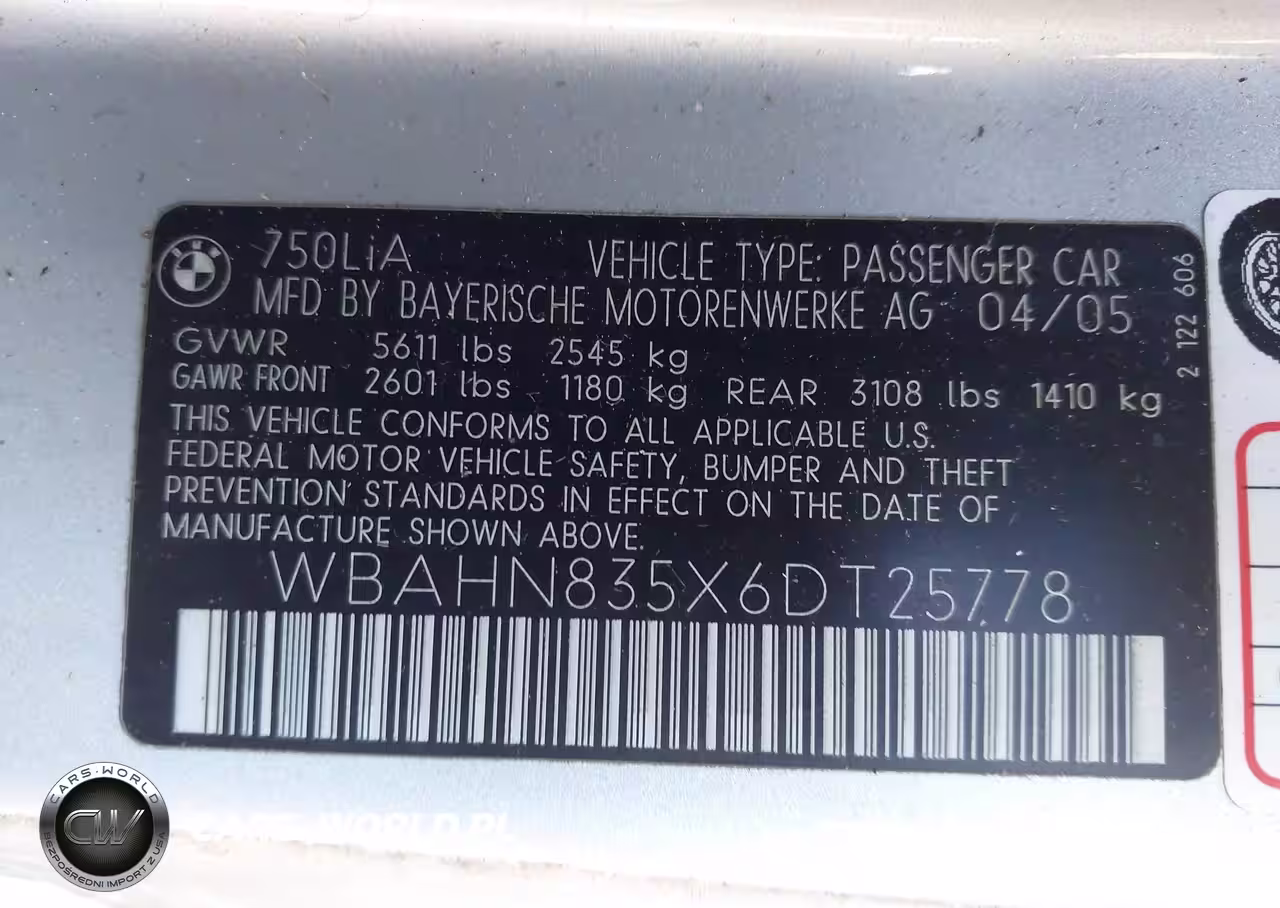 750LiA VEHICLE TYPE: PASSENGER CAR
MFD BY BAYERISCHE MOTORENWERKE AG 04/05
GVWR 5611 lbs 2545 kg
GAWR FRONT 2601 lbs 1180 kg REAR 3108 lbs 1410 kg
THIS VEHICLE CONFORMS TO ALL APPLICABLE U.S.
FEDERAL MOTOR VEHICLE SAFETY, BUMPER AND THEFT
PREVENTION STANDARDS IN EFFECT ON THE DATE OF
MANUFACTURE SHOWN ABOVE.
WBAHN835X6DT25778
2 122 606
CARS·WORLD
CW
BEZPOŚREDNI IMPORT Z USA
CARS-WORLD.PL